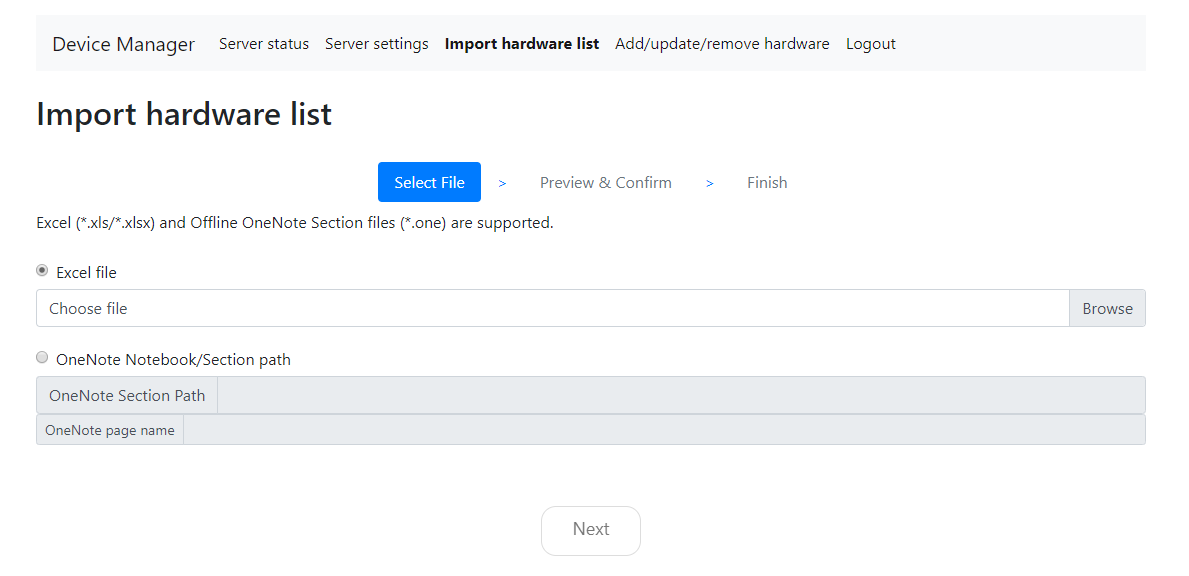 Device Manager Server status Server settings Import hardware list Add/update/remove hardware Logout
Import hardware list
Select File > Preview & Confirm > Finish
Excel (*.xls/*.xlsx) and Offline OneNote Section files (*.one) are supported.
Excel file
Choose file Browse
OneNote Notebook/Section path
OneNote Section Path
OneNote page name
Next